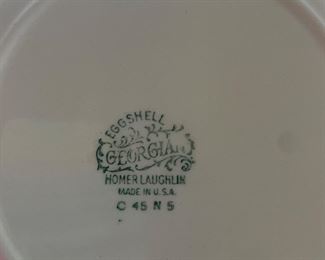 EGGSHELL
GEORGIAN
HOMER LAUGHLIN
MADE IN U.S.A.
C 45 N 5